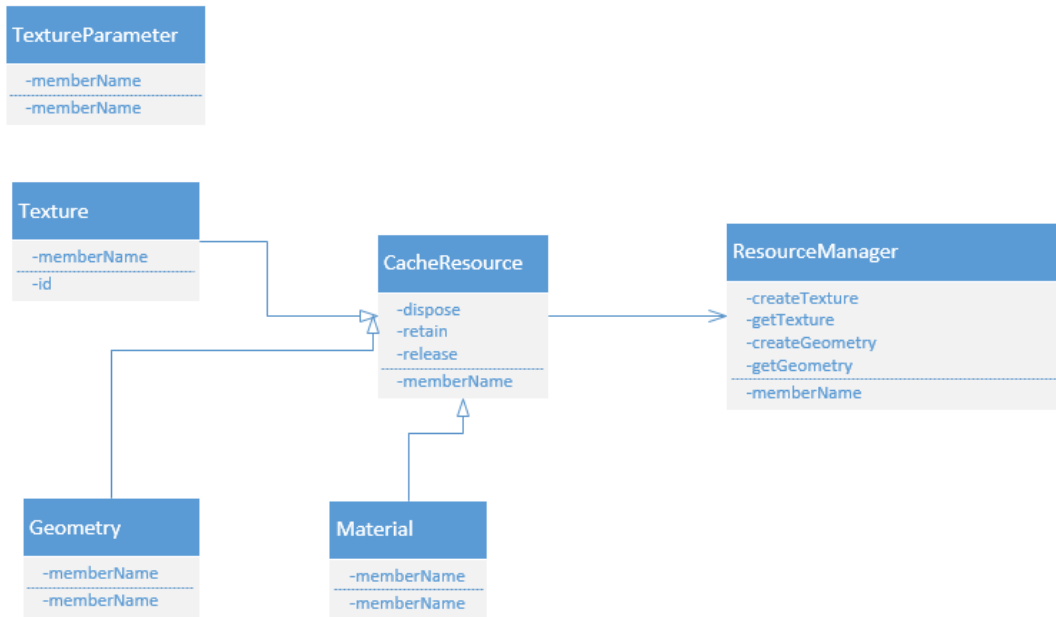 TextureParameter
-memberName
-memberName
Texture
-memberName
-id
CacheResource
-dispose
-retain
-release
-memberName
ResourceManager
-createTexture
-getTexture
-createGeometry
-getGeometry
-memberName
Geometry
-memberName
-memberName
Material
-memberName
-memberName